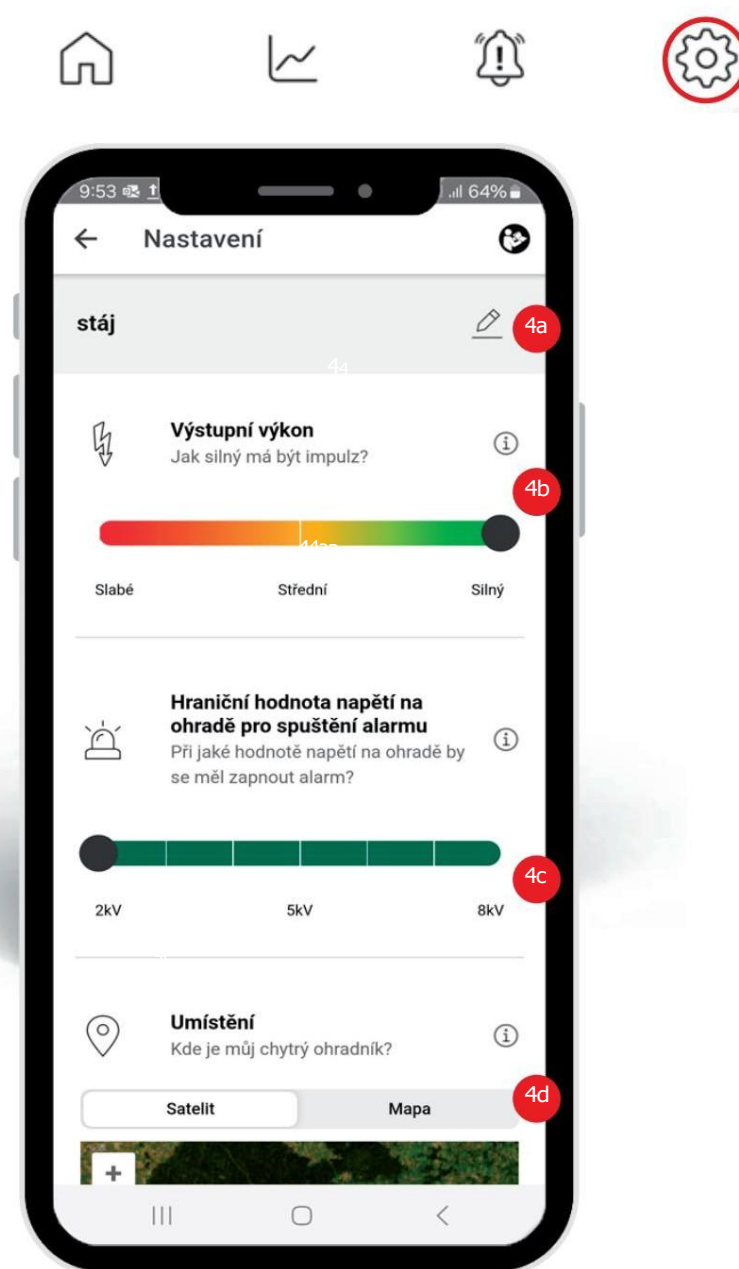 9:53
64%
Nastavení
stáj
4a
44
Výstupní výkon
Jak silný má být impulz?
4b
Slabé
Střední
Silný
Hraniční hodnota napětí na
ohradě pro spuštění alarmu
Při jaké hodnotě napětí na ohradě by
se měl zapnout alarm?
4c
2kV
5kV
8kV
Umístění
Kde je můj chytrý ohradník?
4d
Satelit
Mapa
+